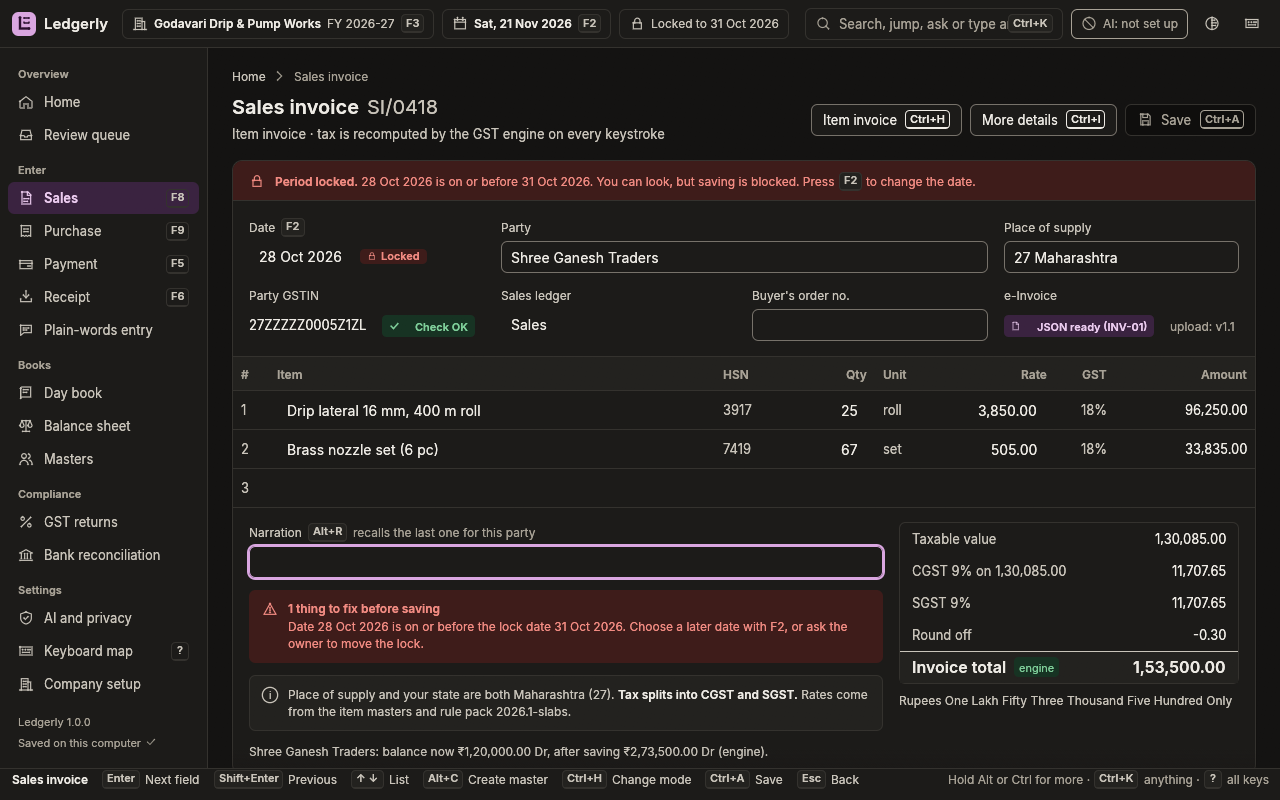 Ledgerly
Godavari Drip & Pump Works FY 2026-27 F3
Sat, 21 Nov 2026 F2
Locked to 31 Oct 2026
Search, jump, ask or type a Ctrl+K
AI: not set up
Overview
Home
Review queue
Enter
Sales F8
Purchase F9
Payment F5
Receipt F6
Plain-words entry
Books
Day book
Balance sheet
Masters
Compliance
GST returns
Bank reconciliation
Settings
AI and privacy
Keyboard map ?
Company setup
Ledgerly 1.0.0
Saved on this computer
Home Sales invoice
Sales invoice SI/0418
Item invoice · tax is recomputed by the GST engine on every keystroke
Item invoice Ctrl+H
More details Ctrl+I
Save Ctrl+A
Period locked. 28 Oct 2026 is on or before 31 Oct 2026. You can look, but saving is blocked. Press F2 to change the date.
Date F2 Party Place of supply
28 Oct 2026 Locked Shree Ganesh Traders 27 Maharashtra
Party GSTIN Sales ledger Buyer's order no. e-Invoice
27ZZZZZ0005Z1ZL Check OK Sales JSON ready (INV-01) upload: v1.1
# Item HSN Qty Unit Rate GST Amount
1 Drip lateral 16 mm, 400 m roll 3917 25 roll 3,850.00 18% 96,250.00
2 Brass nozzle set (6 pc) 7419 67 set 505.00 18% 33,835.00
3
Narration Alt+R recalls the last one for this party
1 thing to fix before saving
Date 28 Oct 2026 is on or before the lock date 31 Oct 2026. Choose a later date with F2, or ask the
owner to move the lock.
Place of supply and your state are both Maharashtra (27). Tax splits into CGST and SGST. Rates come
from the item masters and rule pack 2026.1-slabs.
Shree Ganesh Traders: balance now ₹1,20,000.00 Dr, after saving ₹2,73,500.00 Dr (engine).
Taxable value 1,30,085.00
CGST 9% on 1,30,085.00 11,707.65
SGST 9% 11,707.65
Round off -0.30
Invoice total engine 1,53,500.00
Rupees One Lakh Fifty Three Thousand Five Hundred Only
Sales invoice Enter Next field Shift+Enter Previous ↑ ↓ List Alt+C Create master Ctrl+H Change mode Ctrl+A Save Esc Back Hold Alt or Ctrl for more · Ctrl+K anything · ? all keys